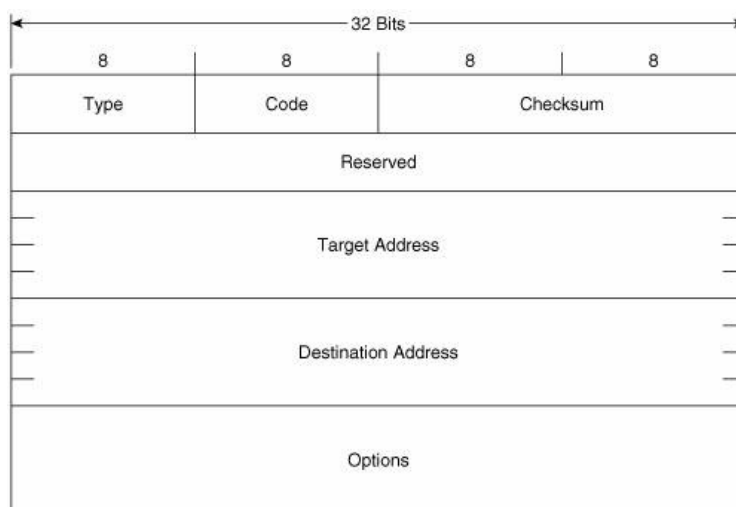 32 Bits
8 8 8 8
Type Code Checksum
Reserved
Target Address
Destination Address
Options